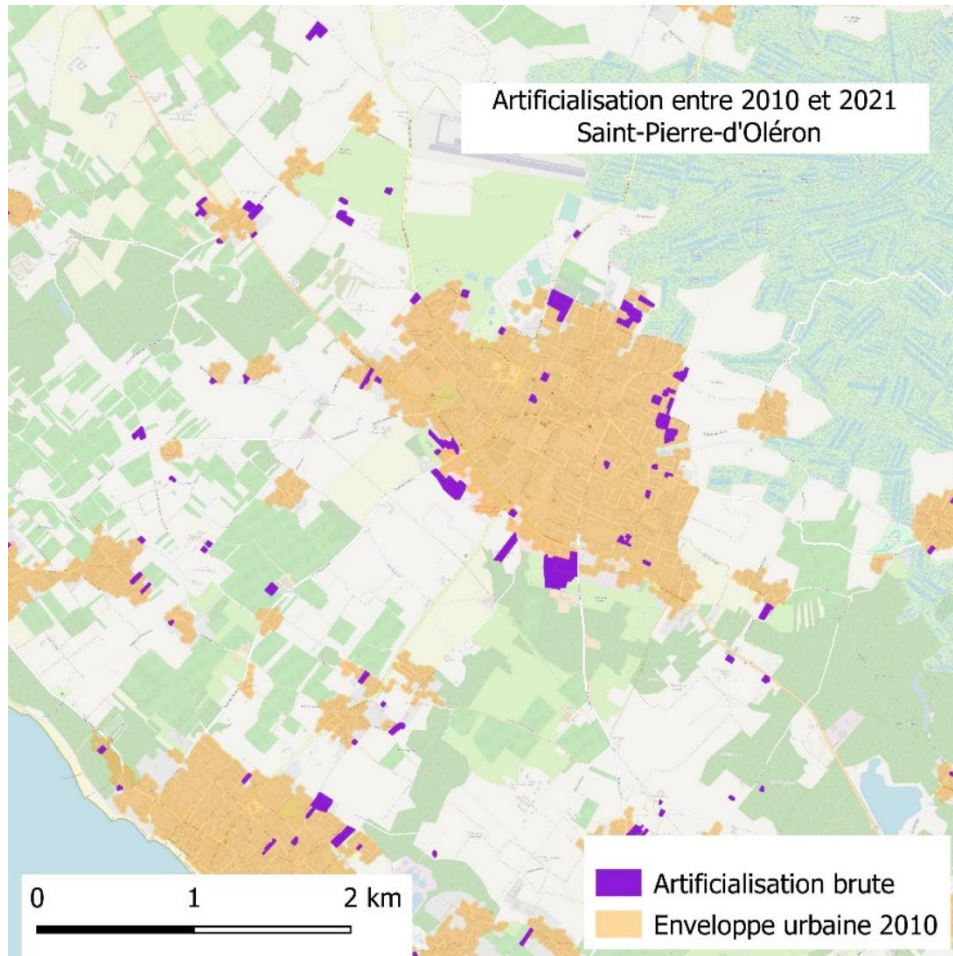 Artificialisation entre 2010 et 2021
Saint-Pierre-d'Oléron
0 1 2 km
Artificialisation brute
Enveloppe urbaine 2010